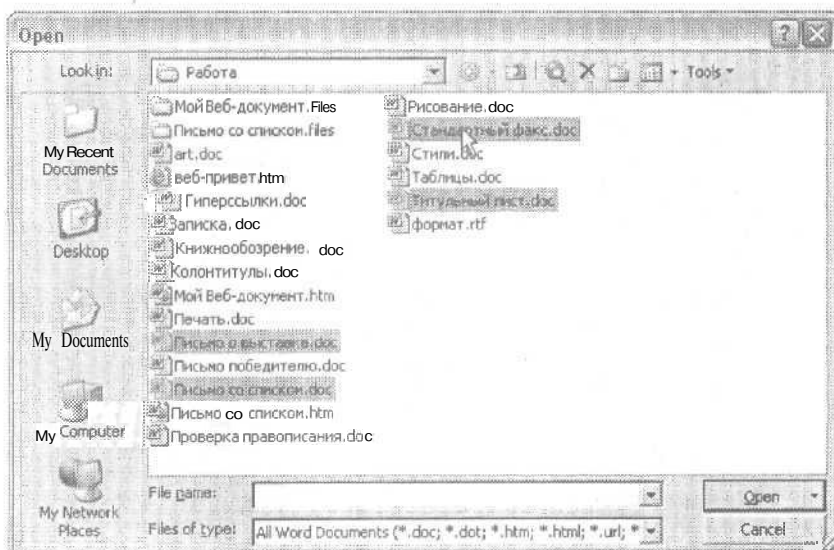 Open
Look in:
Работа
Tools
My Recent
Documents
Desktop
My Documents
My Computer
My Network
Places
Мой Веб-документ.Files
Письмо со списком.files
art.doc
веб-привет.htm
Гиперссылки.doc
Записка. doc
Книжнообозрение. doc
Колонтитулы. doc
Мой Веб-документ.htm
Печать.doc
Письмо о выставке.doc
Письмо победителю.doc
Письмо со списком.doc
Письмо со списком.htm
Проверка правописания.doc
Рисование.doc
Стандартный факс.doc
Стили.doc
Таблицы.doc
Титульный лист.doc
формат.rtf
File name:
Open
Files of type:
All Word Documents (*.doc; *.dot; *.htm; *.html; *.url; *
Cancel